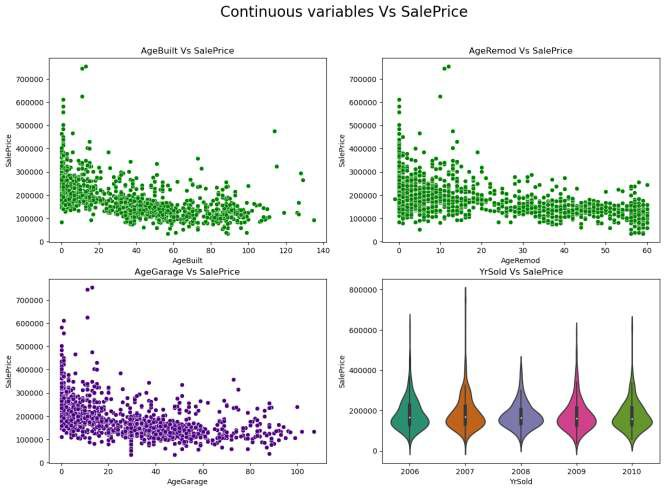 Continuous variables Vs SalePrice
AgeBuilt Vs SalePrice
700000
600000
500000
400000
300000
200000
100000
0
SalePrice
0 20 40 60 80 100 120 140
AgeBuilt
AgeRemod Vs SalePrice
700000
600000
500000
400000
300000
200000
100000
0
SalePrice
0 10 20 30 40 50 60
AgeRemod
AgeGarage Vs SalePrice
700000
600000
500000
400000
300000
200000
100000
0
SalePrice
0 20 40 60 80 100
AgeGarage
YrSold Vs SalePrice
800000
600000
400000
200000
0
SalePrice
2006 2007 2008 2009 2010
YrSold